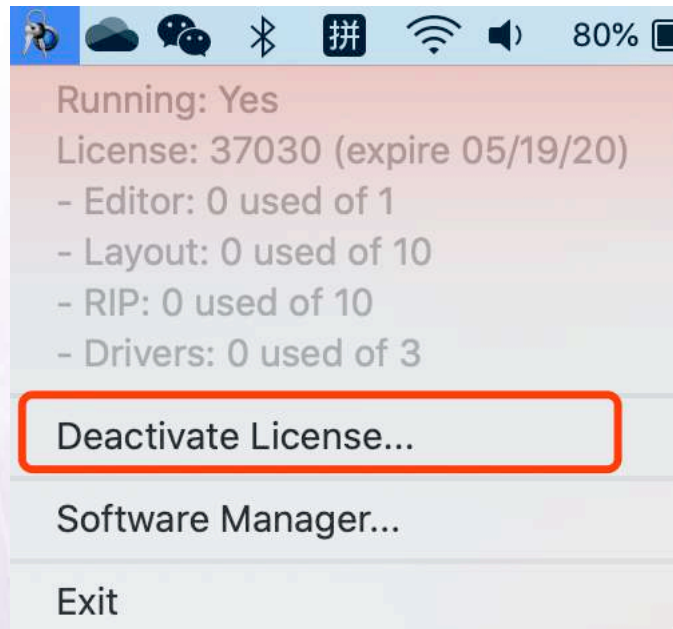 拼 80%
Running: Yes
License: 37030 (expire 05/19/20)
- Editor: 0 used of 1
- Layout: 0 used of 10
- RIP: 0 used of 10
- Drivers: 0 used of 3
Deactivate License...
Software Manager...
Exit